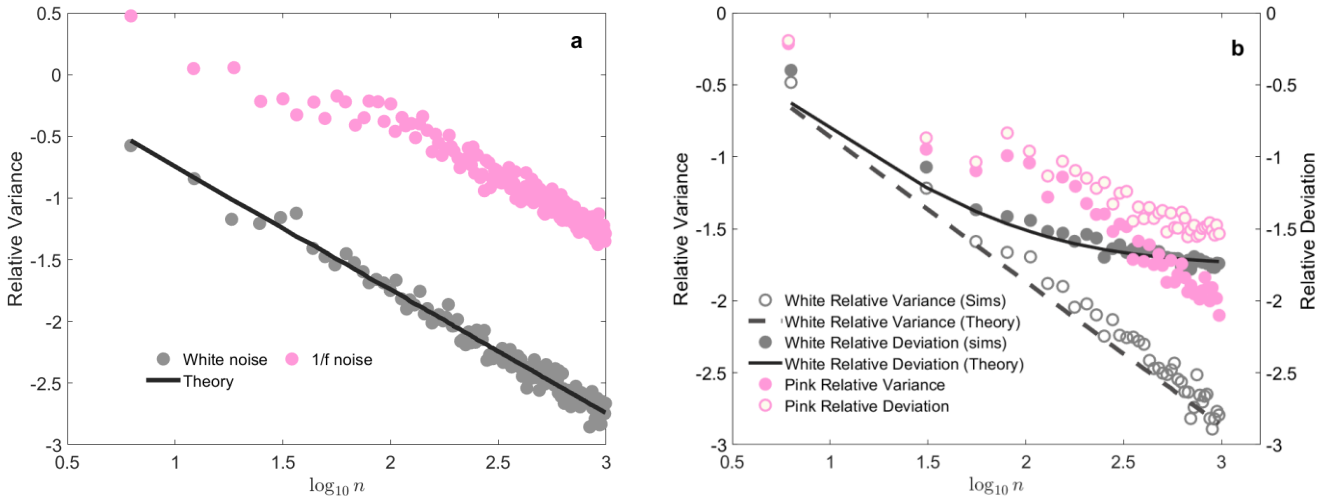 0.5
0
-0.5
-1
-1.5
-2
-2.5
-3
Relative Variance
a
White noise
1/f noise
Theory
0.5
1
1.5
2
2.5
3
log10 n
0
-0.5
-1
-1.5
-2
-2.5
-3
Relative Variance
b
White Relative Variance (Sims)
White Relative Variance (Theory)
White Relative Deviation (sims)
White Relative Deviation (Theory)
Pink Relative Variance
Pink Relative Deviation
0.5
1
1.5
2
2.5
3
log10 n
0
-0.5
-1
-1.5
-2
-2.5
-3
Relative Deviation